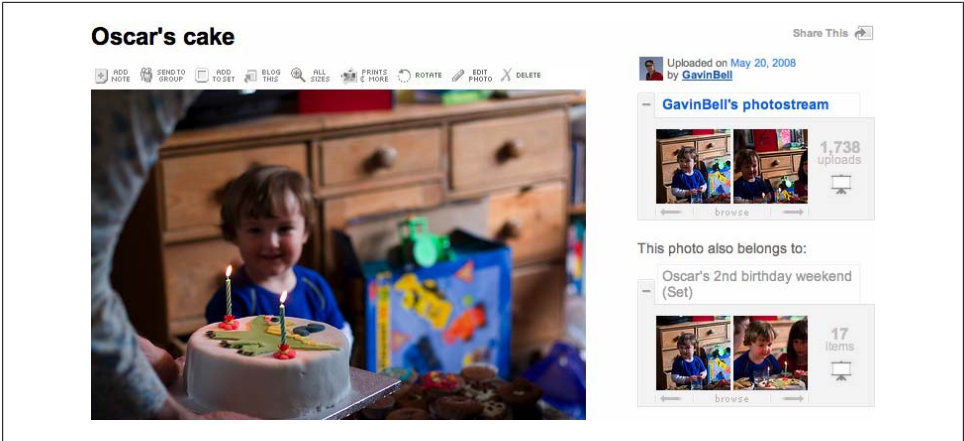 Oscar's cake
Share This
ADD NOTE
SEND TO GROUP
ADD TO SET
BLOG THIS
ALL SIZES
PRINTS & MORE
ROTATE
EDIT PHOTO
DELETE
Uploaded on May 20, 2008
by GavinBell
GavinBell's photostream
1,738
uploads
browse
This photo also belongs to:
Oscar's 2nd birthday weekend
(Set)
17
items
browse